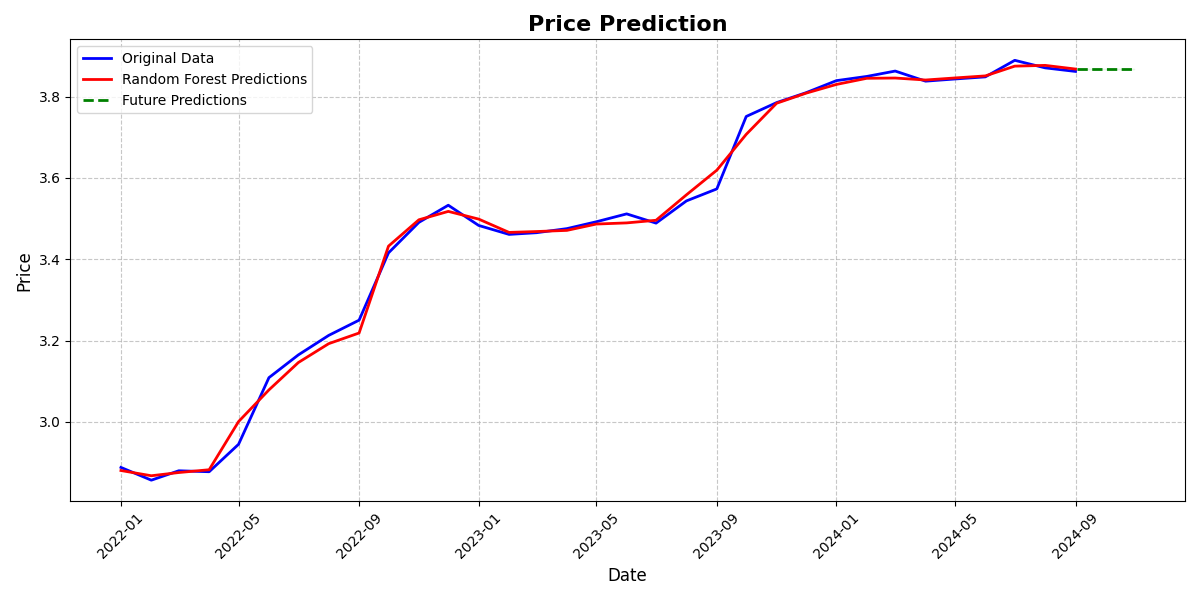 Price Prediction
Original Data
Random Forest Predictions
Future Predictions
Price
3.8
3.6
3.4
3.2
3.0
2022-01
2022-05
2022-09
2023-01
2023-05
2023-09
2024-01
2024-05
2024-09
Date